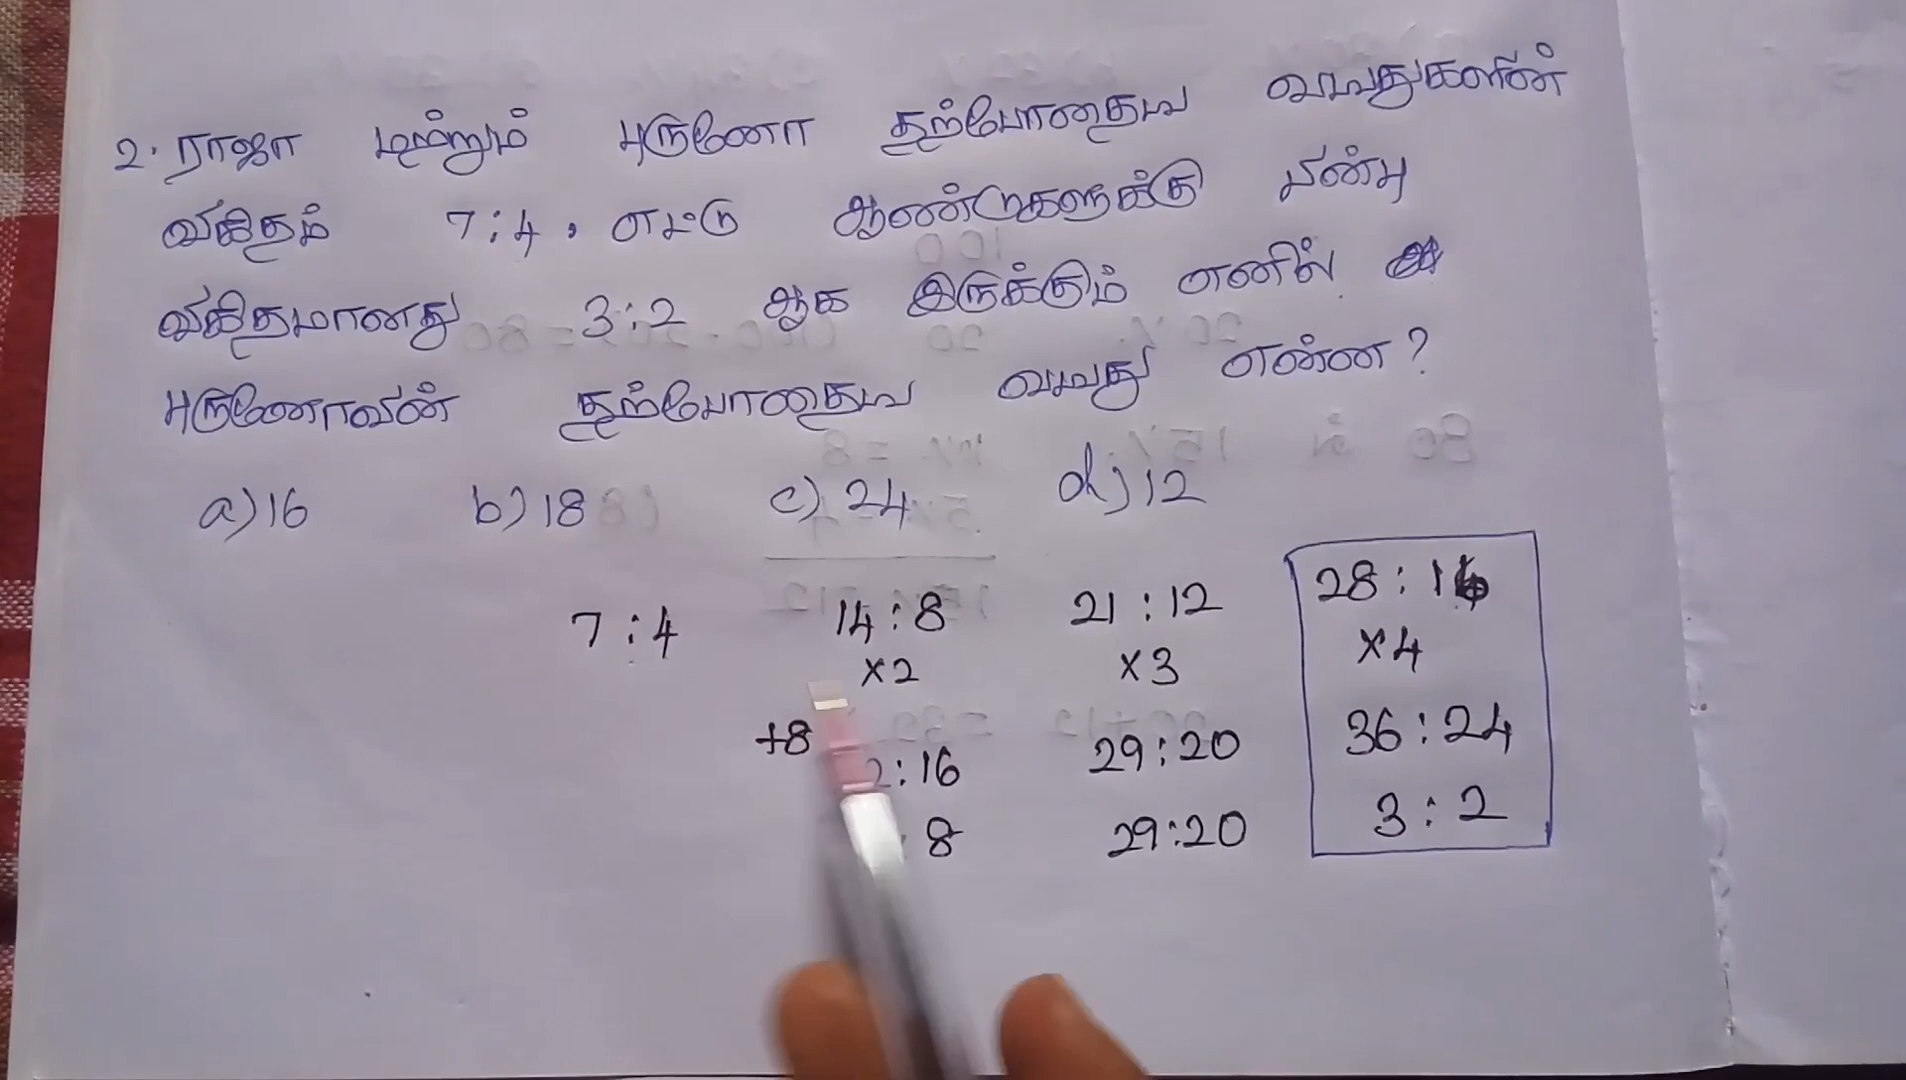 2. ராஜா மற்றும் புருணோ தற்போதைய வயதுகளின்
விகிதம் 7:4, எட்டு ஆண்டுகளுக்கு பின்பு
விகிதமானது 3:2 ஆக இருக்கும் எனில்
புருணோவின் தற்போதைய வயது என்ன?
a) 16 b) 18 c) 24 d) 12
7:4 14:8 21:12 28:16
×2 ×3 ×4
+8 2:16 29:20 36:24
: 8 29:20 3:2